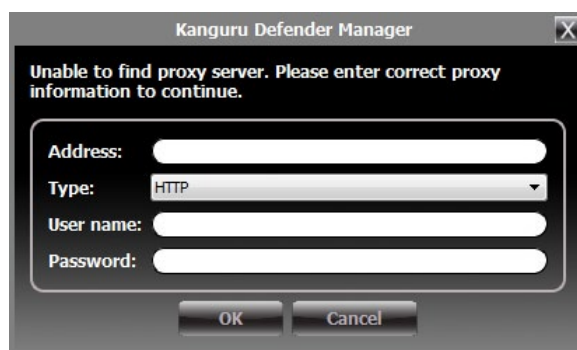 Kanguru Defender Manager
X
Unable to find proxy server. Please enter correct proxy
information to continue.
Address:
Type: HTTP
User name:
Password:
OK Cancel